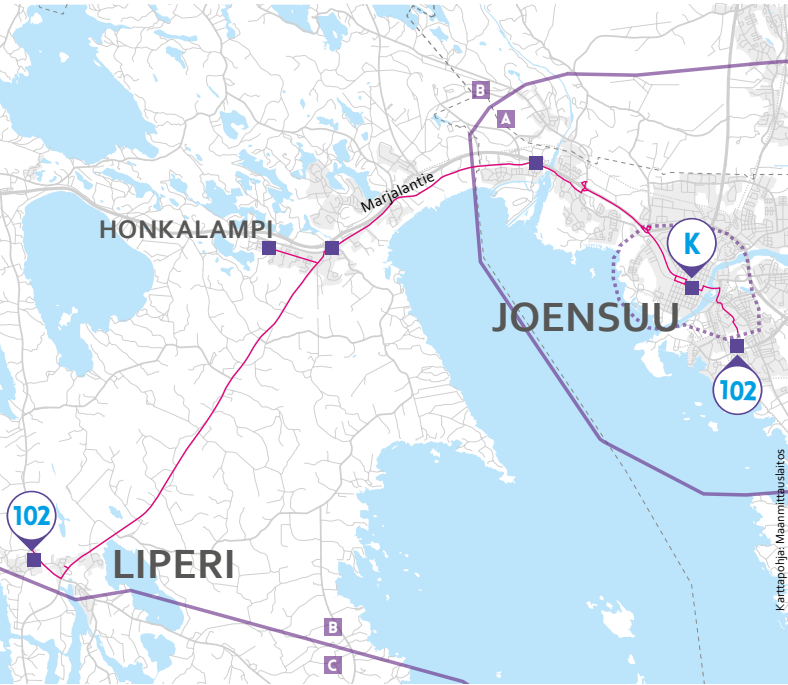 B
A
Marjalantie
HONKALAMPI
K
JOENSUU
102
102
LIPERI
B
C
Karttapohja: Maanmittauslaitos